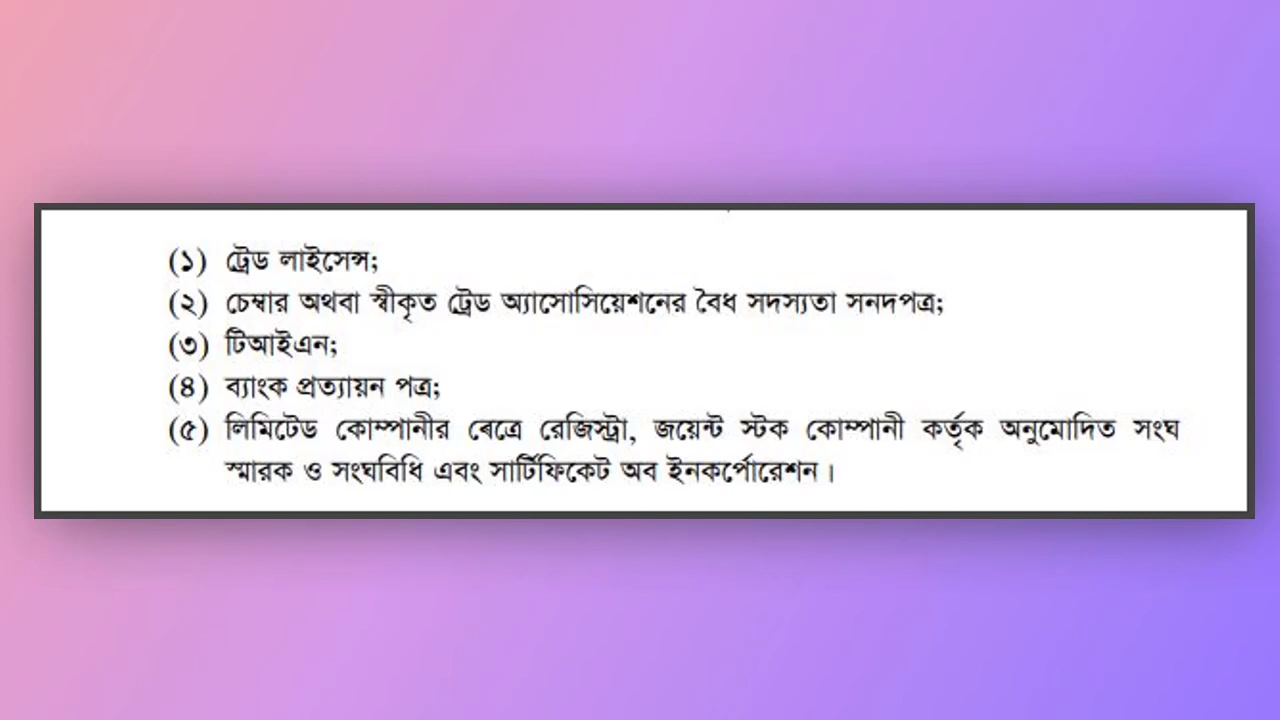 (১) ট্রেড লাইসেন্স;
(২) চেম্বার অথবা স্বীকৃত ট্রেড অ্যাসোসিয়েশনের বৈধ সদস্যতা সনদপত্র;
(৩) টিআইএন;
(৪) ব্যাংক প্রত্যায়ন পত্র;
(৫) লিমিটেড কোম্পানীর ৰেত্রে রেজিস্ট্রা, জয়েন্ট স্টক কোম্পানী কর্তৃক অনুমোদিত সংঘ
স্মারক ও সংঘবিধি এবং সার্টিফিকেট অব ইনকর্পোরেশন।